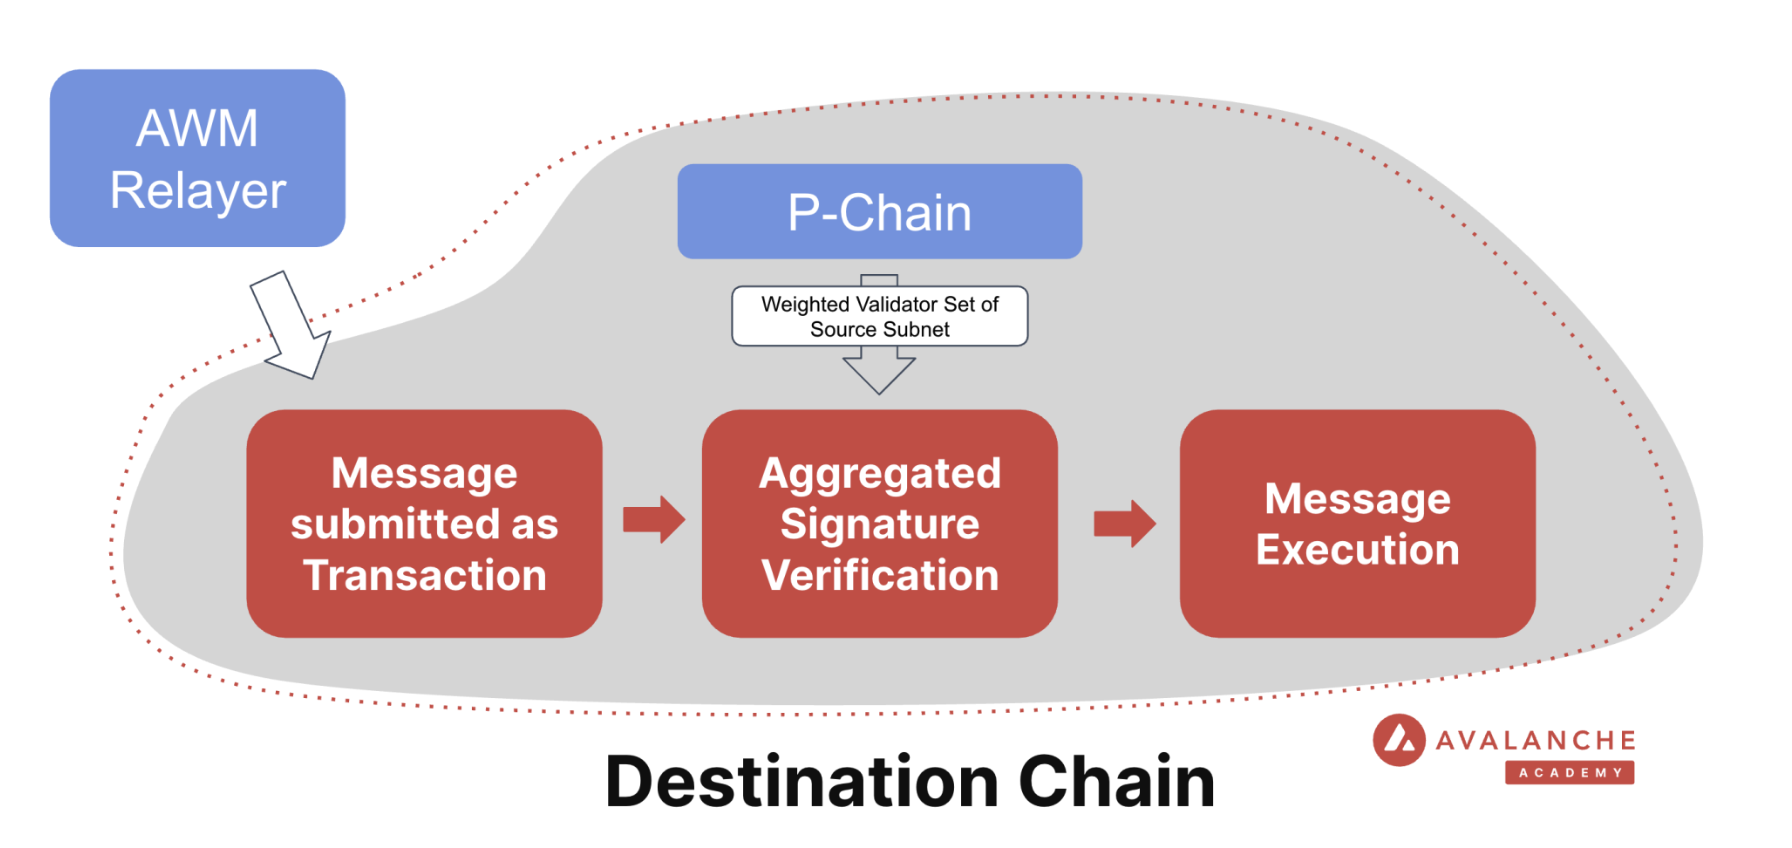 AWM
Relayer
P-Chain
Weighted Validator Set of
Source Subnet
Message
submitted as
Transaction
Aggregated
Signature
Verification
Message
Execution
Destination Chain
AVALANCHE
ACADEMY